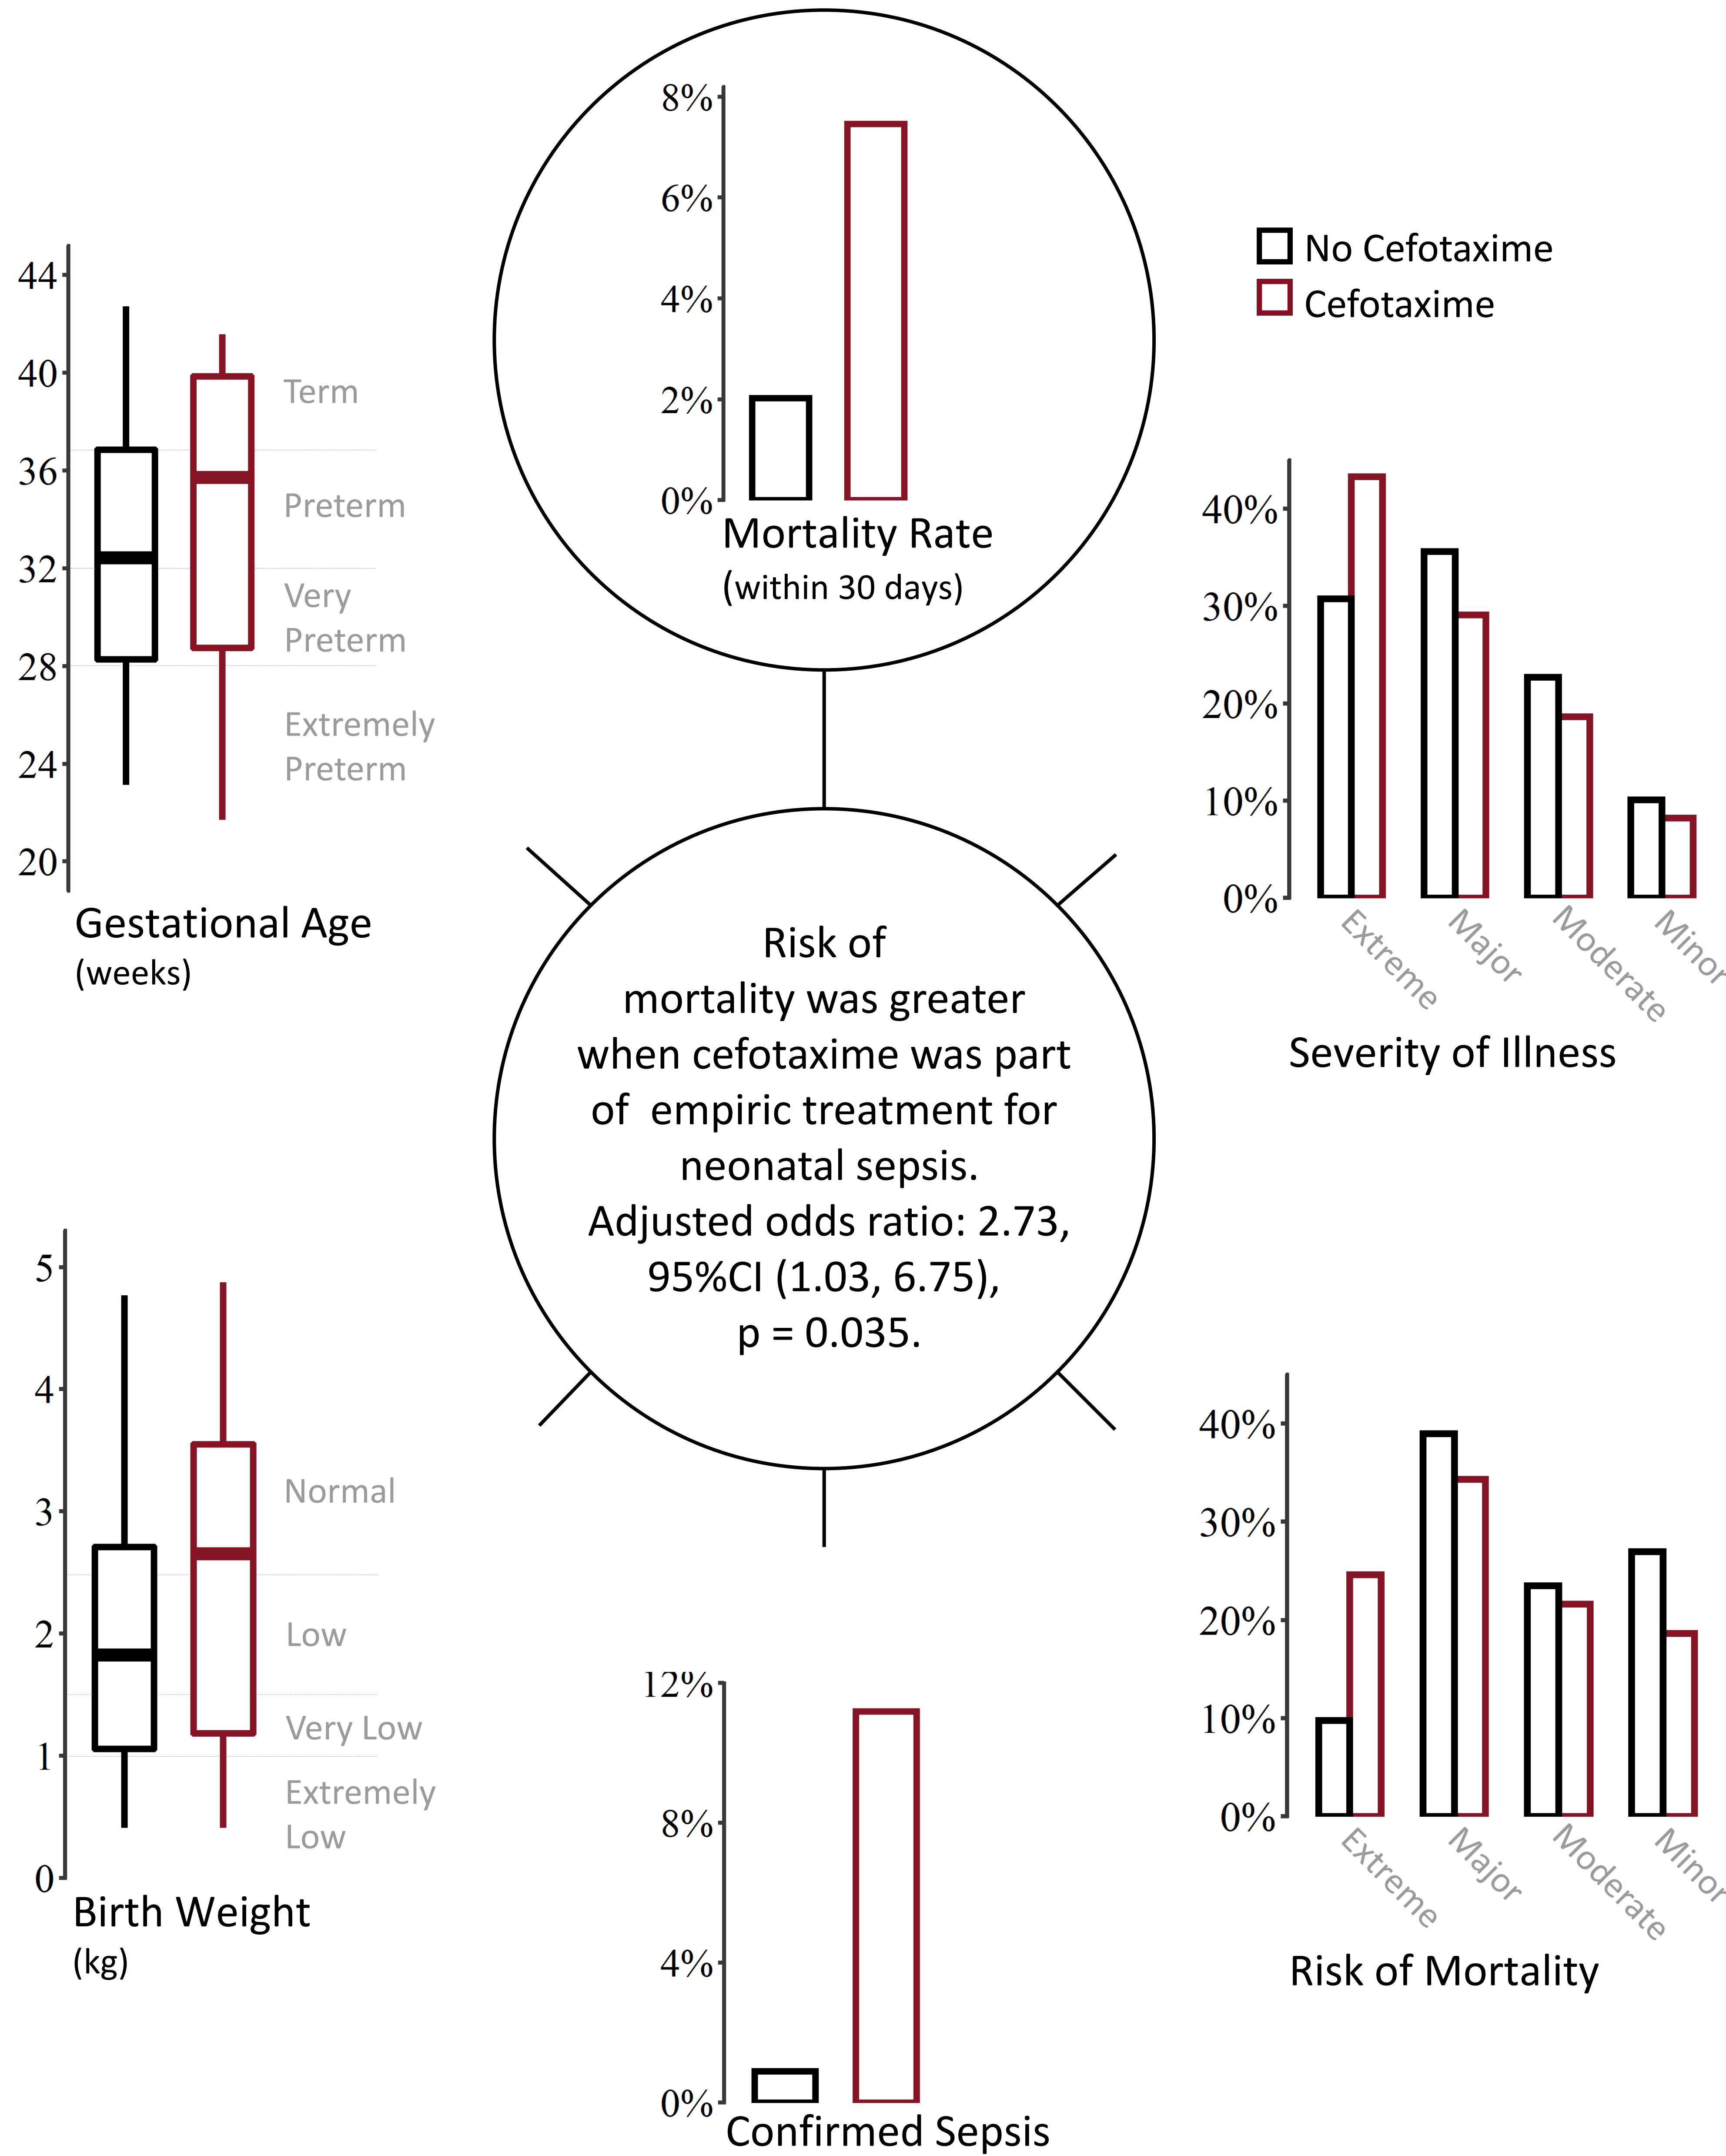 8%
6%
4%
2%
0%
Mortality Rate
(within 30 days)
No Cefotaxime
Cefotaxime
44
40
36
32
28
24
20
Term
Preterm
Very
Preterm
Extremely
Preterm
Gestational Age
(weeks)
40%
30%
20%
10%
0%
Extreme
Major
Moderate
Minor
Severity of Illness
Risk of
mortality was greater
when cefotaxime was part
of  empiric treatment for
neonatal sepsis.
Adjusted odds ratio: 2.73,
95%CI (1.03, 6.75),
p = 0.035.
5
4
3
2
1
0
Normal
Low
Very Low
Extremely
Low
Birth Weight
(kg)
12%
8%
4%
0%
Confirmed Sepsis
40%
30%
20%
10%
0%
Extreme
Major
Moderate
Minor
Risk of Mortality